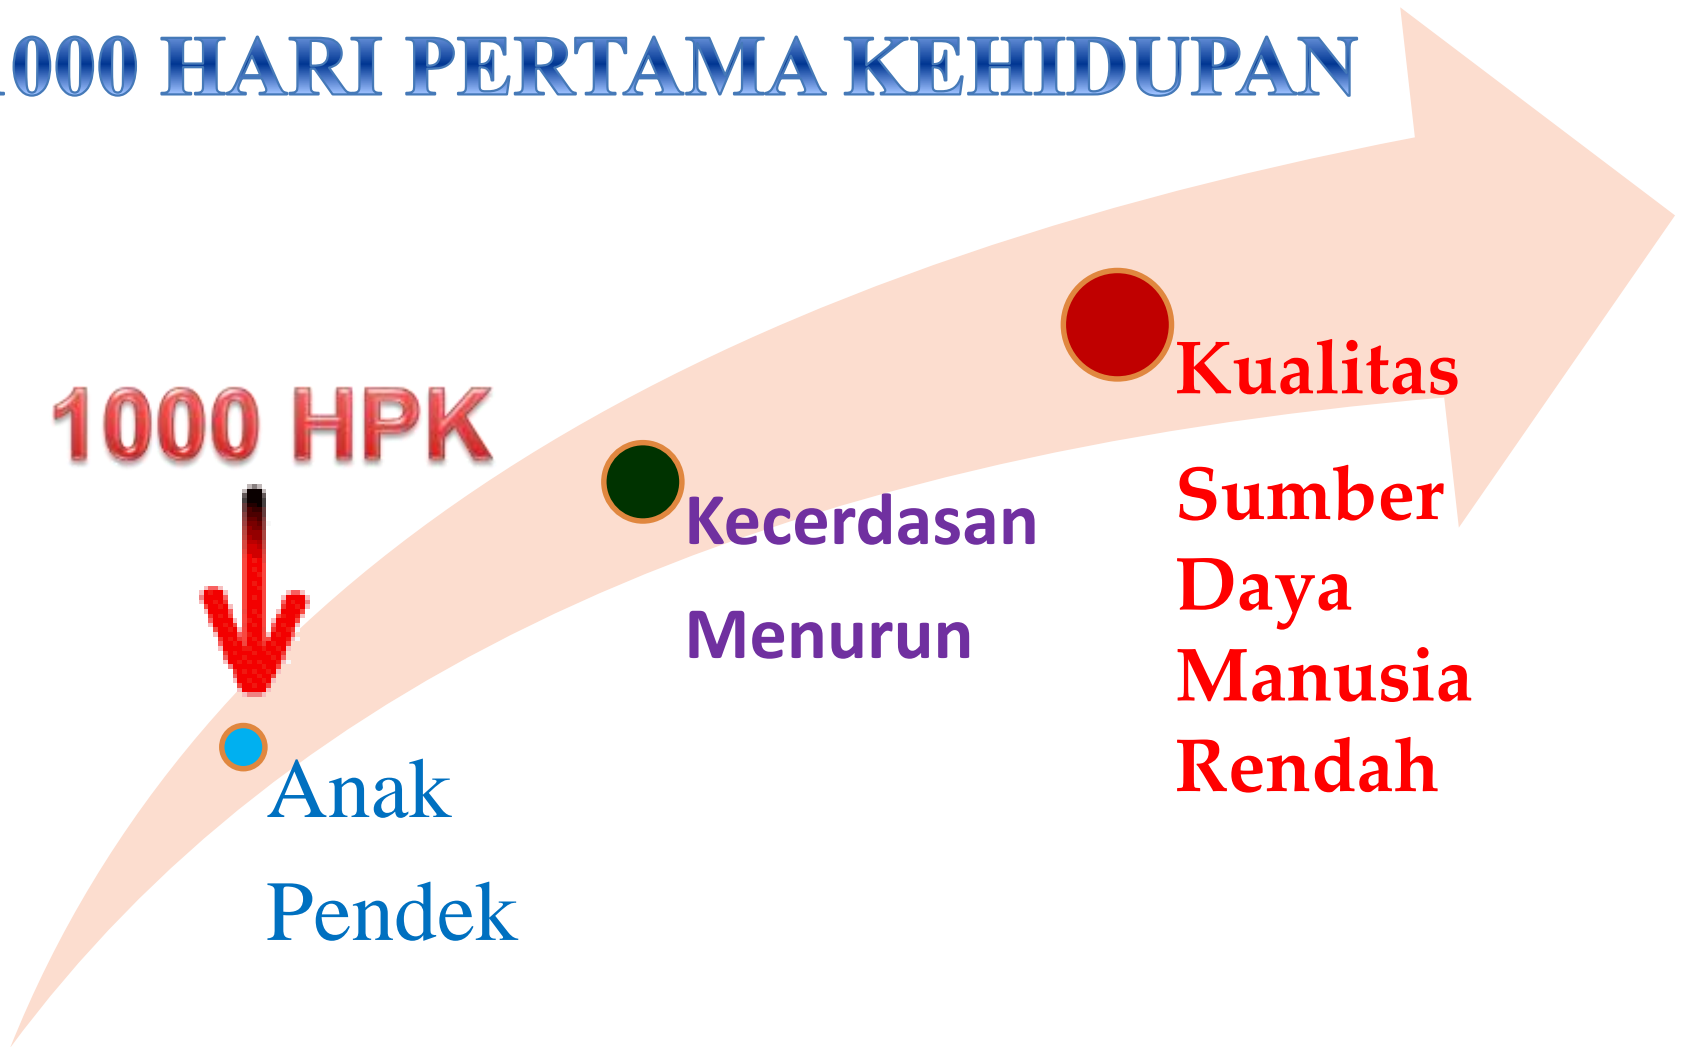 1000 HARI PERTAMA KEHIDUPAN
1000 HPK
Anak
Pendek
Kecerdasan
Menurun
Kualitas
Sumber
Daya
Manusia
Rendah